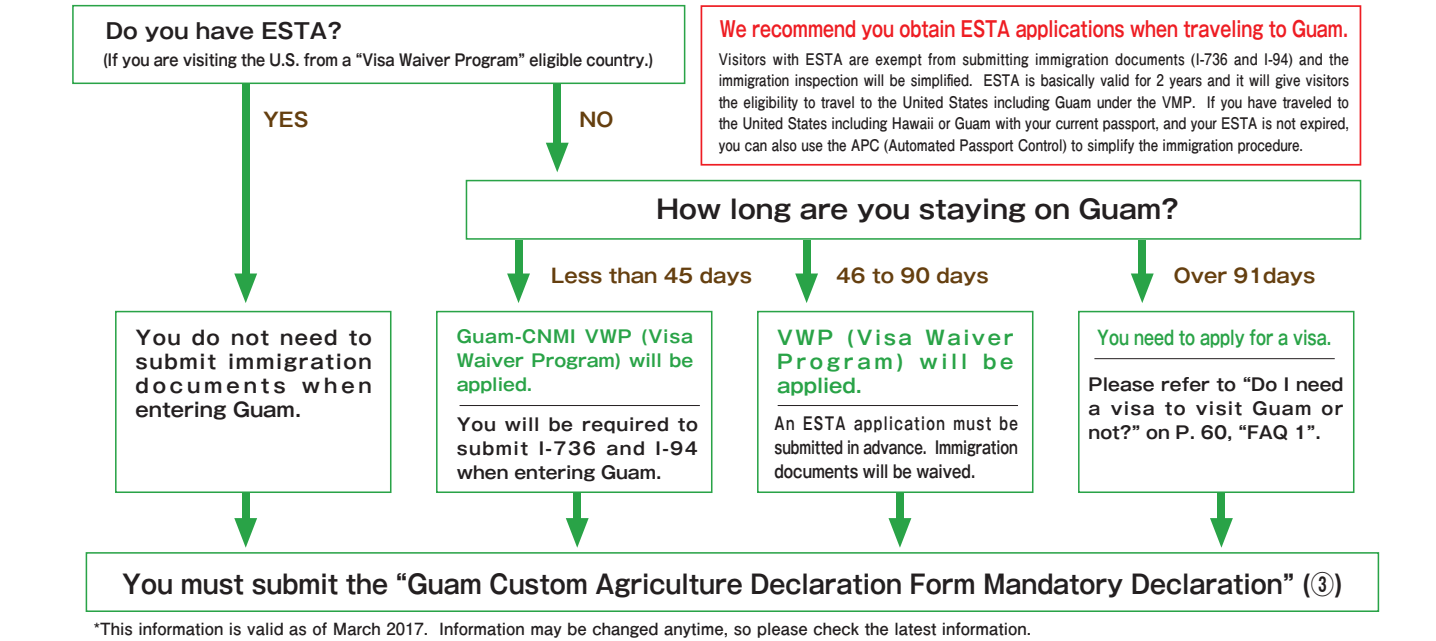 Do you have ESTA?
(If you are visiting the U.S. from a “Visa Waiver Program” eligible country.)
We recommend you obtain ESTA applications when traveling to Guam.
Visitors with ESTA are exempt from submitting immigration documents (I-736 and I-94) and the
immigration inspection will be simplified. ESTA is basically valid for 2 years and it will give visitors
the eligibility to travel to the United States including Guam under the VMP. If you have traveled to
the United States including Hawaii or Guam with your current passport, and your ESTA is not expired,
you can also use the APC (Automated Passport Control) to simplify the immigration procedure.
YES
NO
How long are you staying on Guam?
Less than 45 days
46 to 90 days
Over 91days
You do not need to
submit immigration
documents when
entering Guam.
Guam-CNMI VWP (Visa
Waiver Program) will be
applied.
You will be required to
submit I-736 and I-94
when entering Guam.
VWP (Visa Waiver
Program) will be
applied.
An ESTA application must be
submitted in advance. Immigration
documents will be waived.
You need to apply for a visa.
Please refer to “Do I need
a visa to visit Guam or
not?” on P. 60, “FAQ 1”.
You must submit the “Guam Custom Agriculture Declaration Form Mandatory Declaration” (③)
*This information is valid as of March 2017. Information may be changed anytime, so please check the latest information.